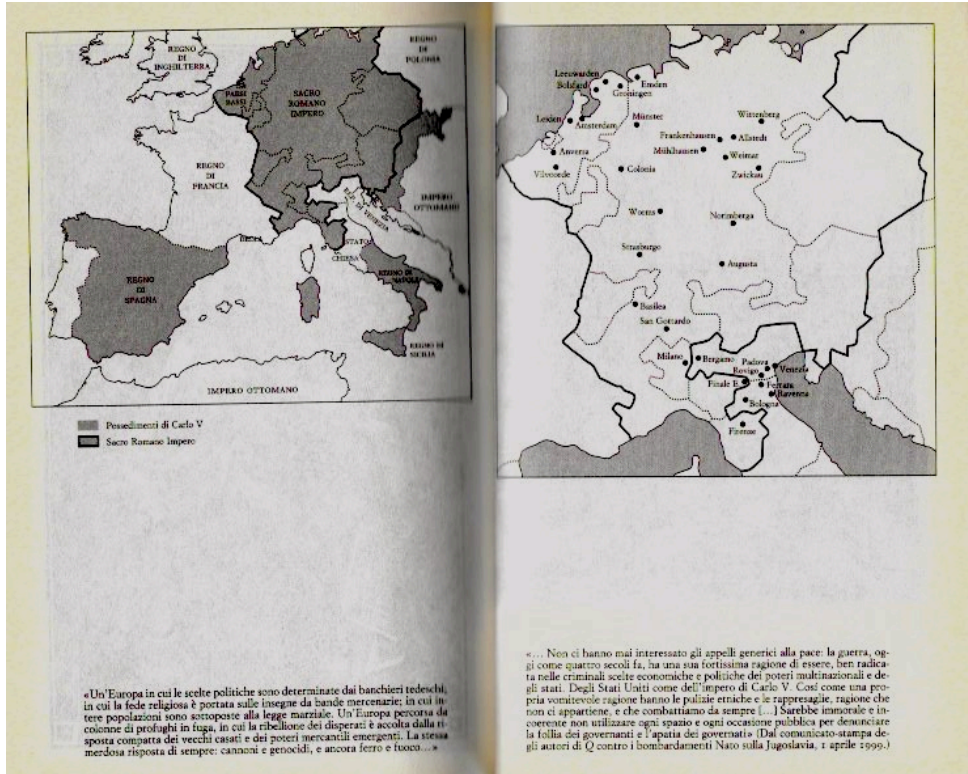 REGNO
DI
INGHILTERRA
REGNO
DI
POLONIA
PAESI
BASSI
SACRO
ROMANO
IMPERO
REGNO
DI
FRANCIA
REP. DI VENEZIA
IMPERO
OTTOMANO
STATO
CHIESA
REGNO DI
NAPOLI
REGNO
DI
SPAGNA
REGNO DI
SICILIA
IMPERO OTTOMANO
Possedimenti di Carlo V
Sacro Romano Impero
«Un'Europa in cui le scelte politiche sono determinate dai banchieri tedeschi,
in cui la fede religiosa è portata sulle insegne da bande mercenarie; in cui in-
tere popolazioni sono sottoposte alla legge marziale. Un'Europa percorsa da
colonne di profughi in fuga, in cui la ribellione dei disperati è accolta dalla ri-
sposta compatta dei vecchi casati e dei poteri mercantili emergenti. La stessa
merdosa risposta di sempre: cannoni e genocidi, e ancora ferro e fuoco...»
Leeuwarden
Bolsfard
Emden
Groningen
Leiden
Amsterdam
Münster
Wittenberg
Frankenhausen
Allstedt
Anversa
Mühlhausen
Weimar
Vilvoorde
Colonia
Zwickau
Worms
Norimberga
Strasburgo
Augusta
Basilea
San Gottardo
Milano
Bergamo
Padova
Rovigo
Venezia
Finale E.
Ferrara
Ravenna
Bologna
Firenze
«... Non ci hanno mai interessato gli appelli generici alla pace: la guerra, og-
gi come quattro secoli fa, ha una sua fortissima ragione di essere, ben radica-
ta nelle criminali scelte economiche e politiche dei poteri multinazionali e de-
gli stati. Degli Stati Uniti come dell'impero di Carlo V. Cosí come una pro-
pria vomitevole ragione hanno le pulizie etniche e le rappresaglie, ragione che
non ci appartiene, e che combattiamo da sempre [...] Sarebbe immorale e in-
coerente non utilizzare ogni spazio e ogni occasione pubblica per denunciare
la follia dei governanti e l'apatia dei governati» (Dal comunicato-stampa de-
gli autori di Q contro i bombardamenti Nato sulla Jugoslavia, 1 aprile 1999.)